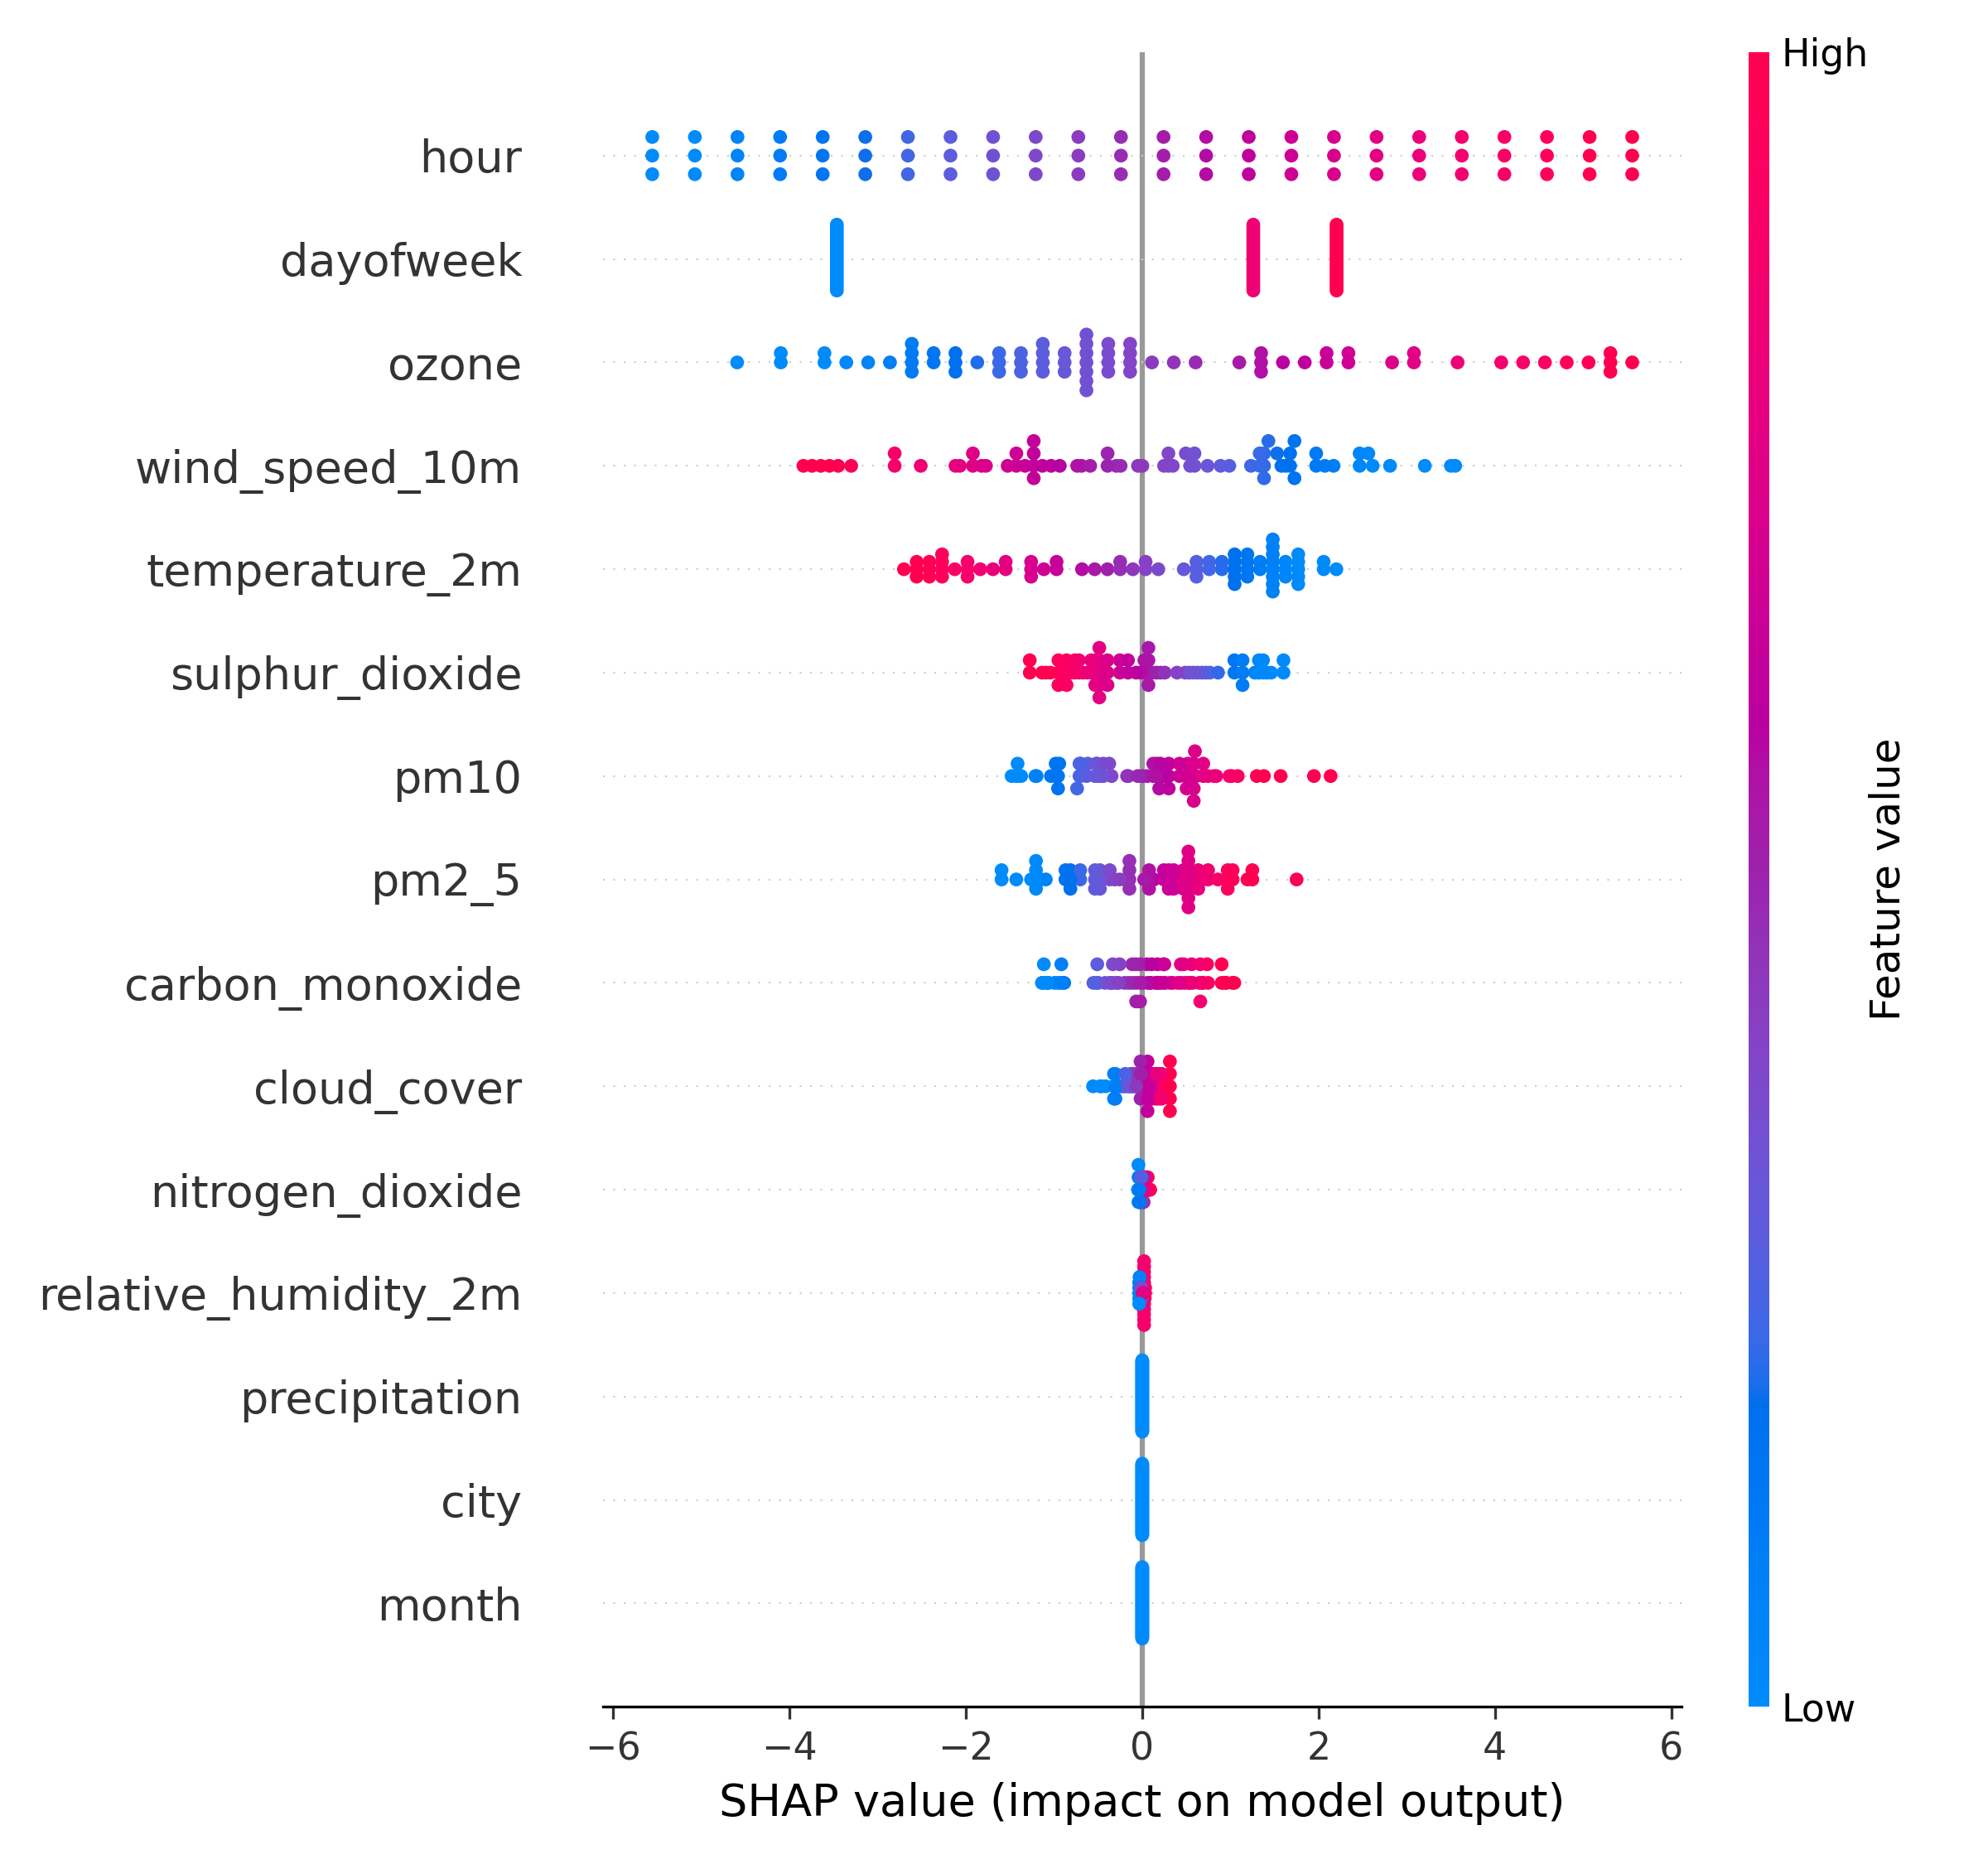 High
hour
dayofweek
ozone
wind_speed_10m
temperature_2m
sulphur_dioxide
pm10
pm2_5
carbon_monoxide
cloud_cover
nitrogen_dioxide
relative_humidity_2m
precipitation
city
month
Feature value
Low
−6 −4 −2 0 2 4 6
SHAP value (impact on model output)